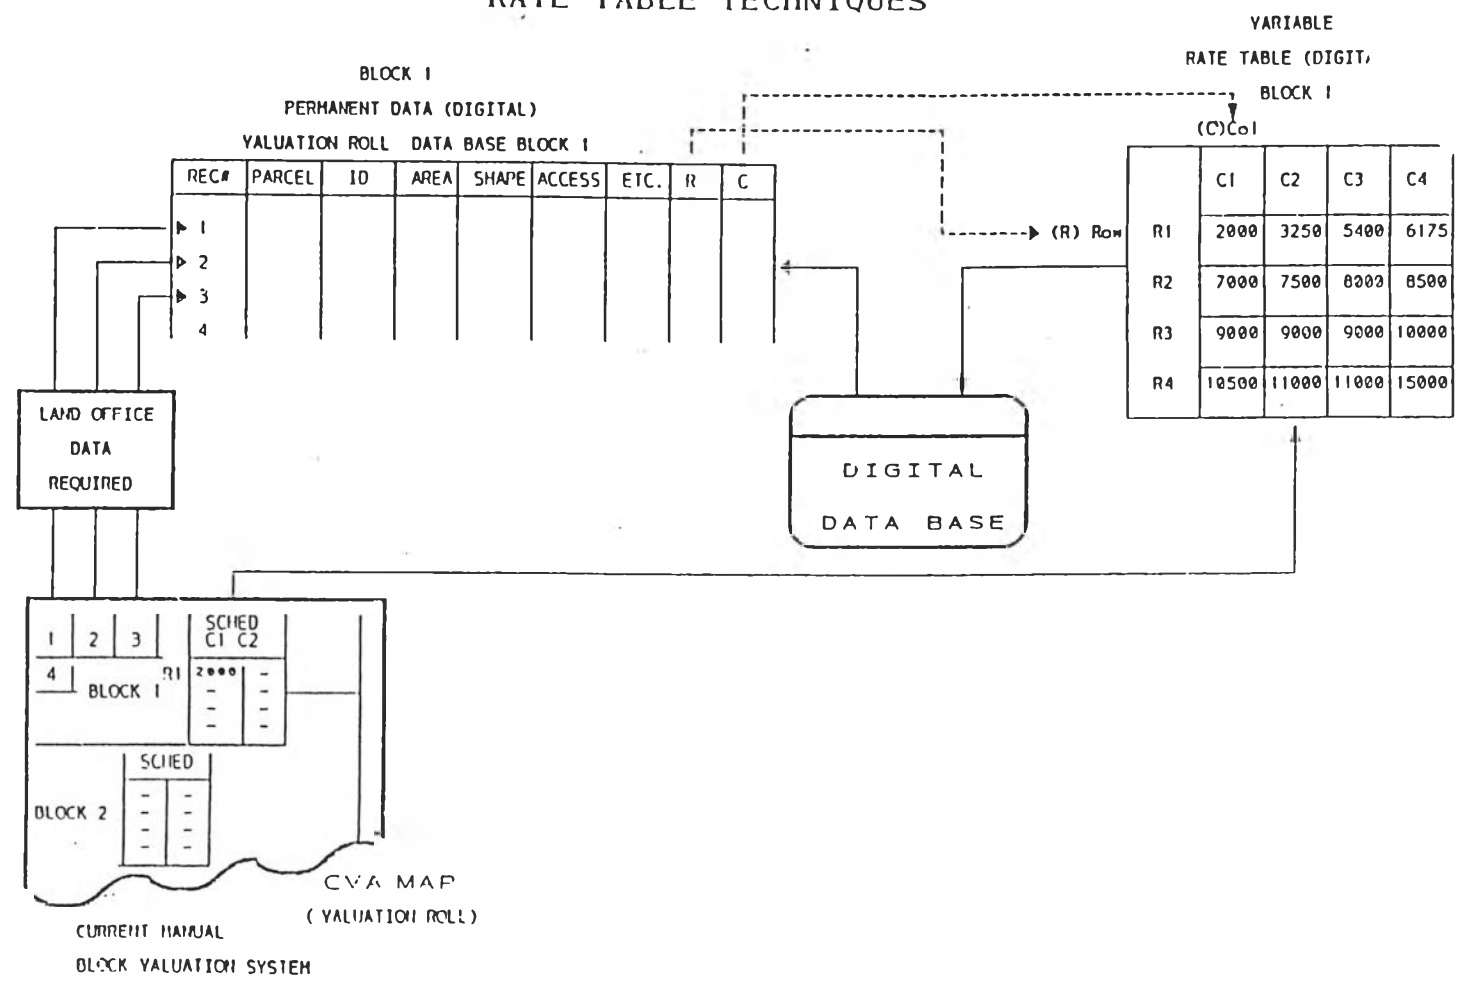 RATE TABLE TECHNIQUES
VARIABLE
RATE TABLE (DIGIT
BLOCK 1
BLOCK 1
PERMANENT DATA (DIGITAL)
VALUATION ROLL DATA BASE BLOCK 1
REC# PARCEL ID AREA SHAPE ACCESS ETC. R C
1
2
3
4
(C)Col
C1 C2 C3 C4
(R) Row R1 2000 3250 5400 6175
R2 7000 7500 8000 8500
R3 9000 9000 9000 10000
R4 10500 11000 11000 15000
LAND OFFICE
DATA
REQUIRED
DIGITAL
DATA BASE
1 2 3
SCHED
C1 C2
4 BLOCK 1 R1 2000 -
- -
- -
- -
SCHED
BLOCK 2
- -
- -
- -
- -
CVA MAP
(VALUATION ROLL)
CURRENT MANUAL
BLOCK VALUATION SYSTEM